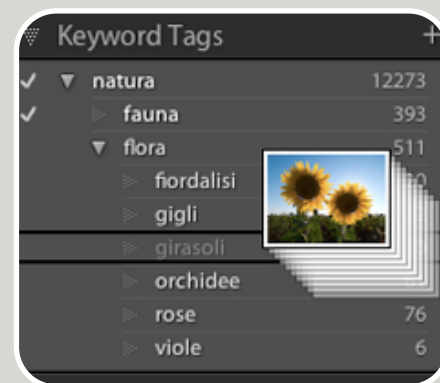 Keyword Tags +
natura 12273
fauna 393
flora 511
fiordalisi
gigli
girasoli
orchidee
rose 76
viole 6